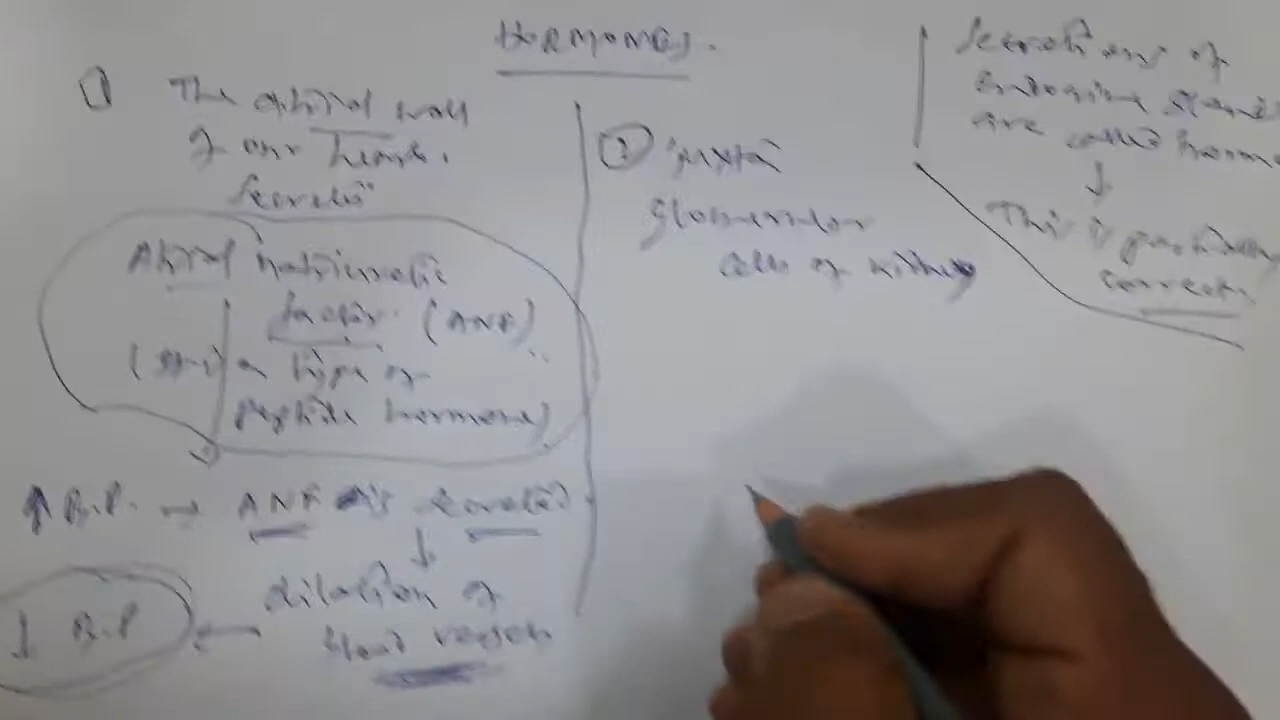 Hormones.
① The atrial wall
of our heart.
Secretes
Atrial natriuretic
factor. (ANF)
a type of
peptide hormones)
↑ B.P. → ANF is secreted
↓
dilation of
blood vessels
← ↓ B.P
② juxta
glomerular
cells of kidney
Secretions of
Endocrine gland
are called hormo
↓
This is partially
correct.